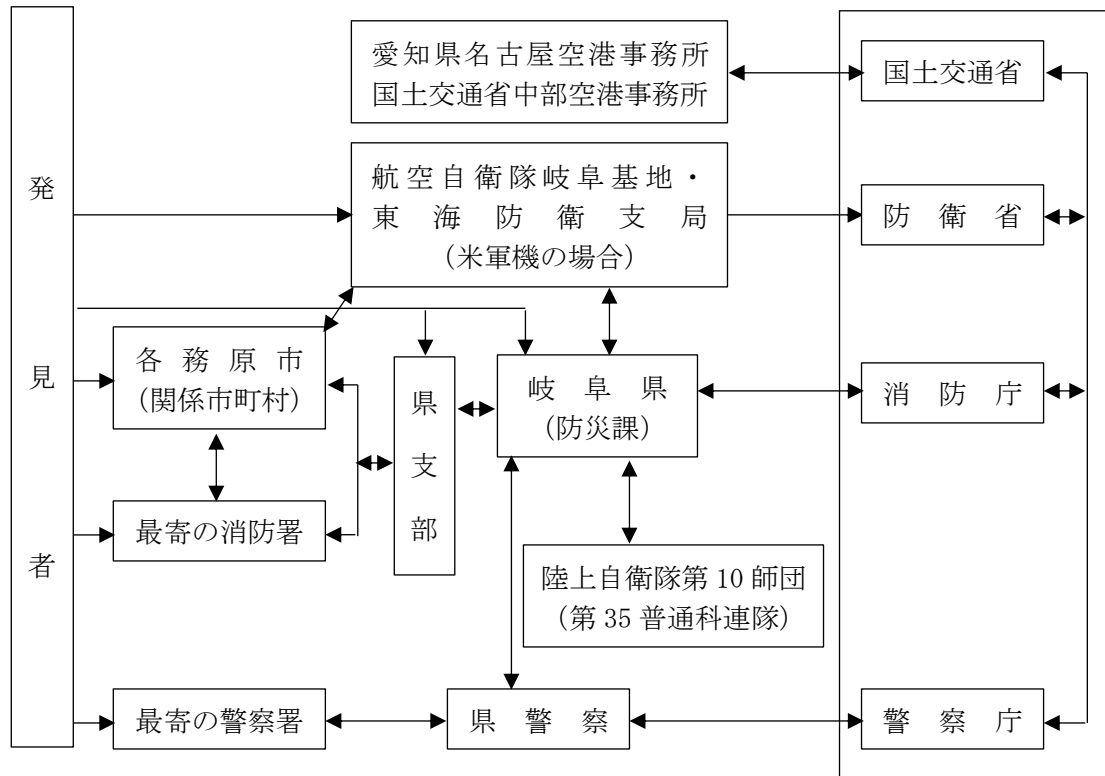 発見者
愛知県名古屋空港事務所
国土交通省中部空港事務所
国土交通省
航空自衛隊岐阜基地・
東海防衛支局
（米軍機の場合）
防衛省
各務原市
（関係市町村）
県支部
岐阜県
（防災課）
消防庁
最寄の消防署
陸上自衛隊第10師団
（第35普通科連隊）
最寄の警察署
県警察
警察庁